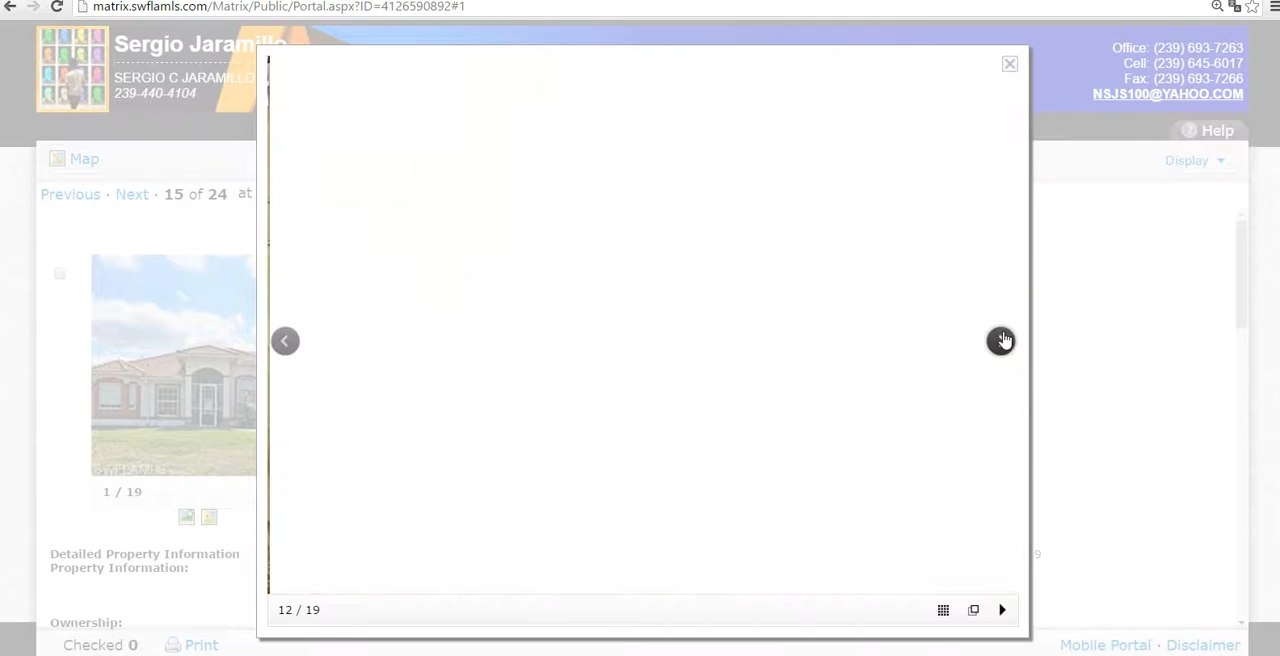 matrix.swflamls.com/Matrix/Public/Portal.aspx?ID=4126590892#1
Sergio Jaramillo
SERGIO C JARAMILLO
239-440-4104
Office: (239) 693-7263
Cell: (239) 645-6017
Fax: (239) 693-7266
NSJS100@YAHOO.COM
? Help
Map
Display
Previous · Next · 15 of 24 at
SWFLAMLS
1 / 19
Detailed Property Information
Property Information:
9
Ownership:
12 / 19
Checked 0 Print
Mobile Portal · Disclaimer